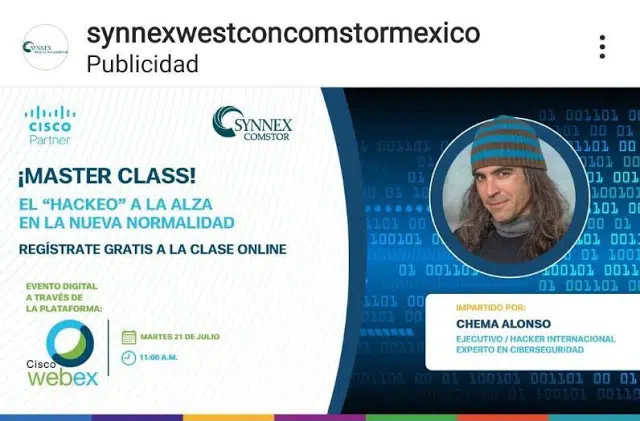 synnexwestconcomstormexico
Publicidad
CISCO
Partner
SYNNEX
COMSTOR
¡MASTER CLASS!
EL “HACKEO” A LA ALZA
EN LA NUEVA NORMALIDAD
REGÍSTRATE GRATIS A LA CLASE ONLINE
EVENTO DIGITAL
A TRAVÉS DE
LA PLATAFORMA:
Cisco
webex
MARTES 21 DE JULIO
11:00 A.M.
IMPARTIDO POR:
CHEMA ALONSO
EJECUTIVO / HACKER INTERNACIONAL
EXPERTO EN CIBERSEGURIDAD